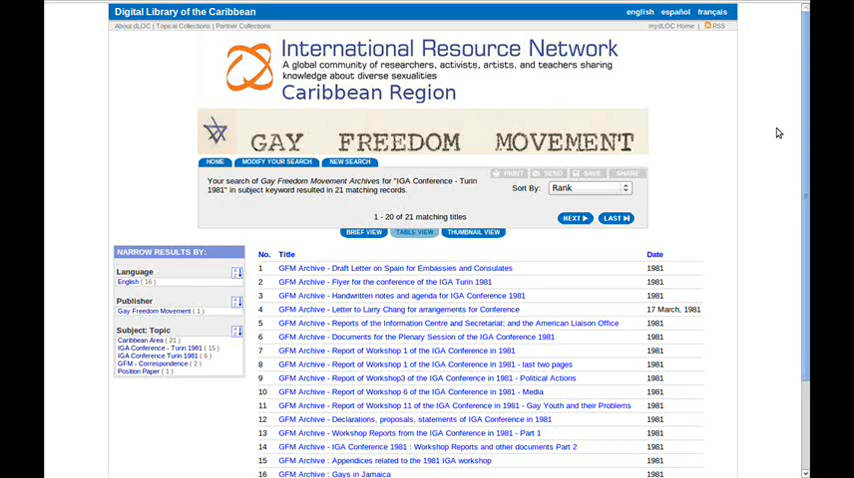 Digital Library of the Caribbean
english español français
About dLOC | Topical Collections | Partner Collections
mydLOC Home | RSS
International Resource Network
A global community of researchers, activists, artists, and teachers sharing
knowledge about diverse sexualities
Caribbean Region
GAY FREEDOM MOVEMENT
HOME MODIFY YOUR SEARCH NEW SEARCH
PRINT SEND SAVE SHARE
Your search of Gay Freedom Movement Archives for "IGA Conference - Turin
1981" in subject keyword resulted in 21 matching records.
Sort By: Rank
1 - 20 of 21 matching titles
NEXT LAST
BRIEF VIEW TABLE VIEW THUMBNAIL VIEW
NARROW RESULTS BY:
Language
English ( 16 )
Publisher
Gay Freedom Movement ( 1 )
Subject: Topic
Caribbean Area ( 21 )
IGA Conference - Turin 1981 ( 15 )
IGA Conference Turin 1981 ( 6 )
GFM - Correspondence ( 2 )
Position Paper ( 1 )
No. Title Date
1 GFM Archive - Draft Letter on Spain for Embassies and Consulates 1981
2 GFM Archive - Flyer for the conference of the IGA Turin 1981 1981
3 GFM Archive - Handwritten notes and agenda for IGA Conference 1981 1981
4 GFM Archive - Letter to Larry Chang for arrangements for Conference 17 March, 1981
5 GFM Archive - Reports of the Information Centre and Secretariat; and the American Liaison Office 1981
6 GFM Archive - Documents for the Plenary Session of the IGA Conference 1981 1981
7 GFM Archive - Report of Workshop 1 of the IGA Conference in 1981 1981
8 GFM Archive - Report of Workshop 1 of the IGA Conference in 1981 - last two pages 1981
9 GFM Archive - Report of Workshop3 of the IGA Conference in 1981 - Political Actions 1981
10 GFM Archive - Report of Workshop 6 of the IGA Conference in 1981 - Media 1981
11 GFM Archive - Report of Workshop 11 of the IGA Conference in 1981 - Gay Youth and their Problems 1981
12 GFM Archive - Declarations, proposals, statements of IGA Conference in 1981 1981
13 GFM Archive - Workshop Reports from the IGA Conference in 1981 - Part 1 1981
14 GFM Archive - IGA Conference 1981 : Workshop Reports and other documents Part 2 1981
15 GFM Archive : Appendices related to the 1981 IGA workshop 1981
16 GFM Archive : Gays in Jamaica 1981